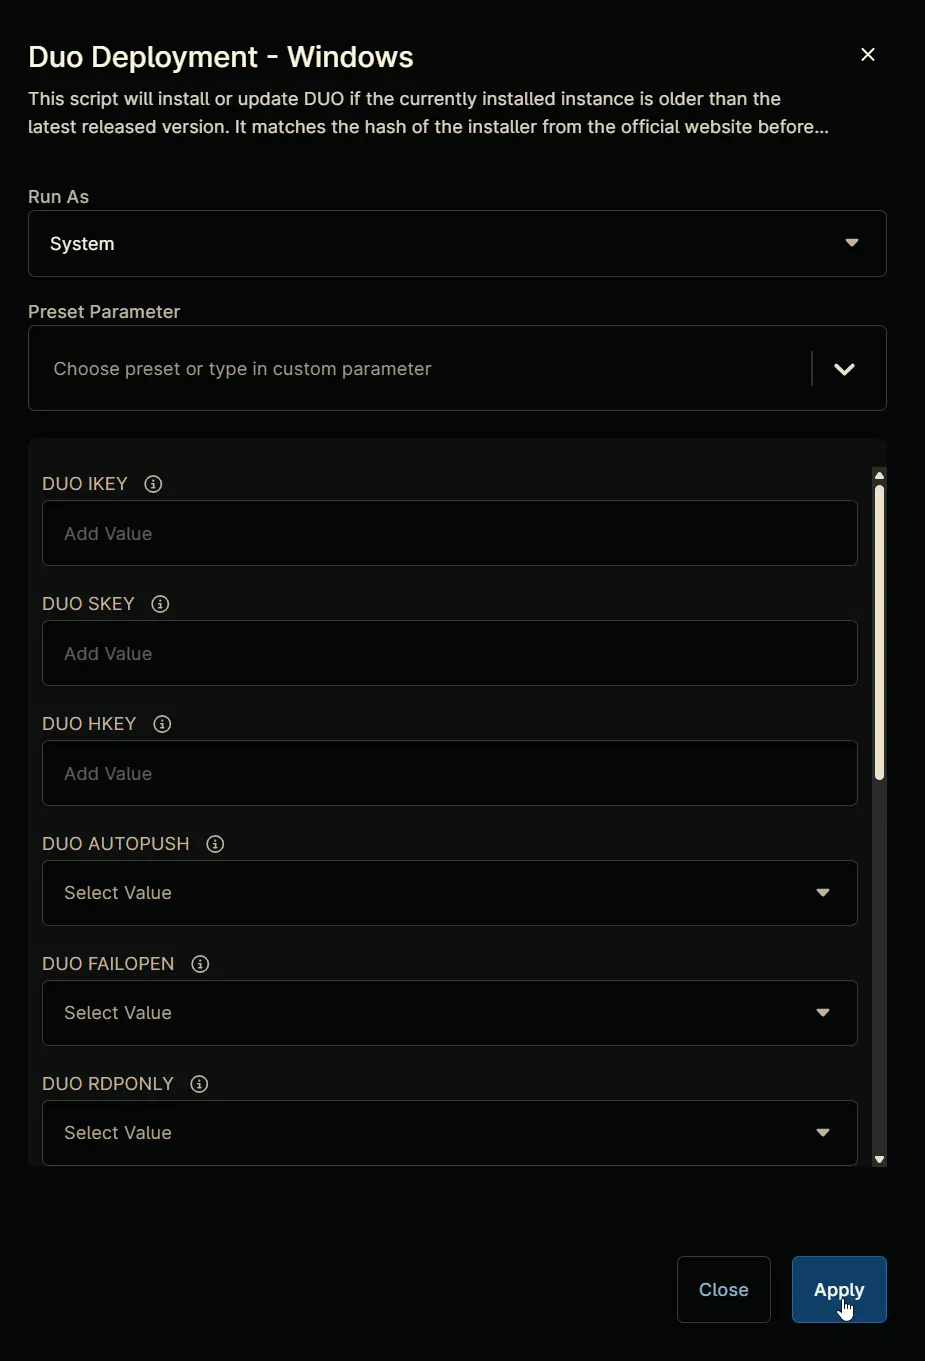 Duo Deployment - Windows
This script will install or update DUO if the currently installed instance is older than the
latest released version. It matches the hash of the installer from the official website before...
Run As
System
Preset Parameter
Choose preset or type in custom parameter
DUO IKEY
Add Value
DUO SKEY
Add Value
DUO HKEY
Add Value
DUO AUTOPUSH
Select Value
DUO FAILOPEN
Select Value
DUO RDPONLY
Select Value
Close
Apply